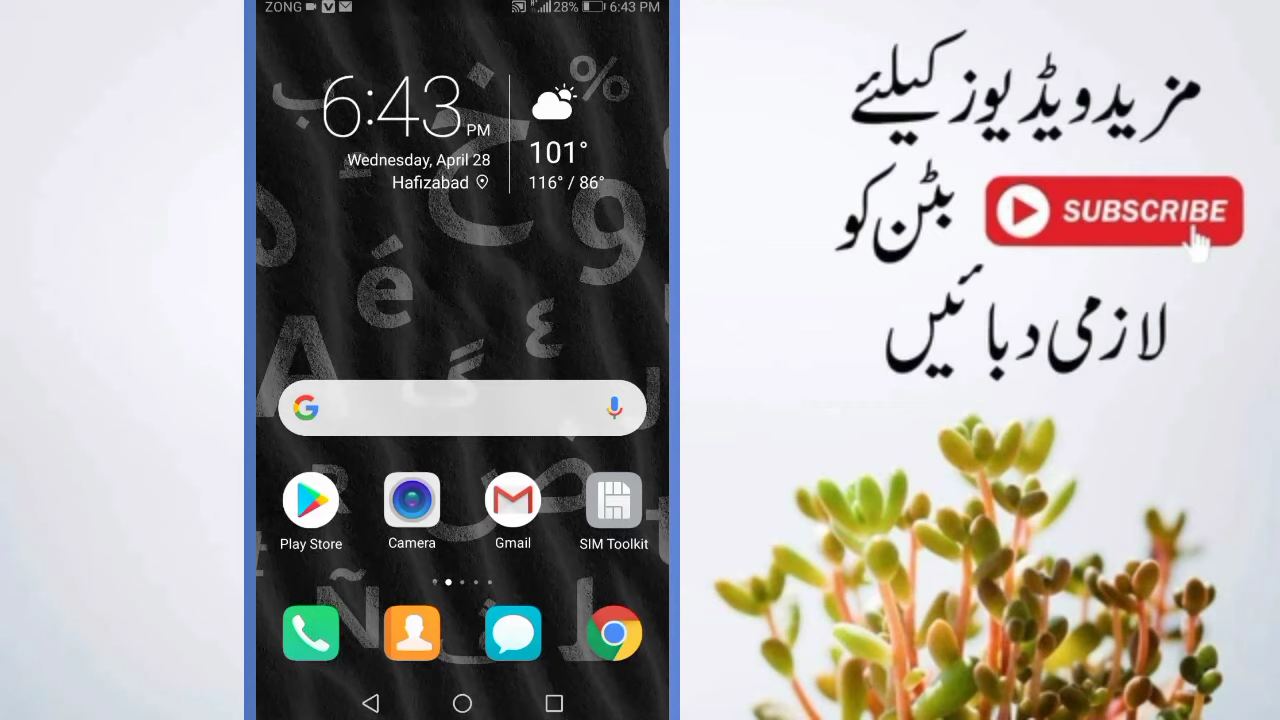 ZONG 28% 6:43 PM
6:43 PM
Wednesday, April 28
Hafizabad
101°
116° / 86°
Play Store
Camera
Gmail
SIM Toolkit
مزید ویڈیوز کیلئے
SUBSCRIBE بٹن کو
لازمی دبائیں